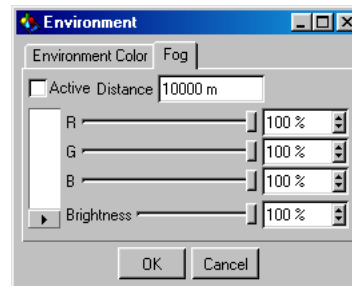 Environment
Environment Color Fog
Active Distance 10000 m
R 100 %
G 100 %
B 100 %
Brightness 100 %
OK Cancel